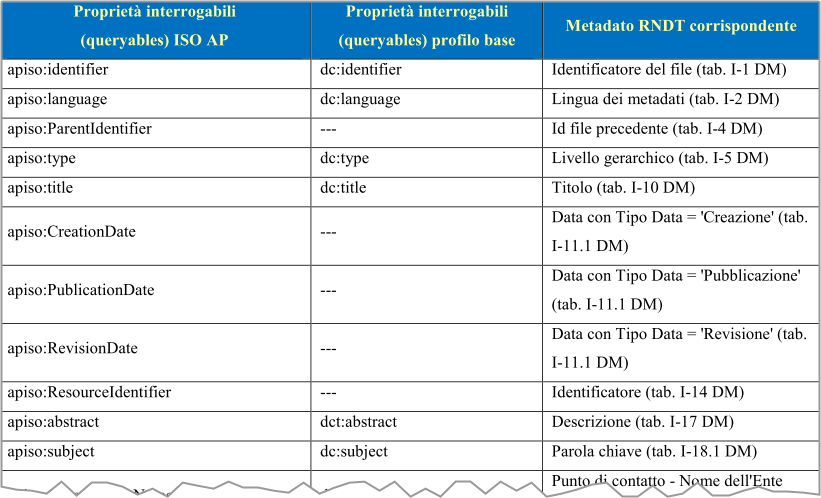 Proprietà interrogabili (queryables) ISO AP
Proprietà interrogabili (queryables) profilo base
Metadato RNDT corrispondente
apiso:identifier dc:identifier Identificatore del file (tab. I-1 DM)
apiso:language dc:language Lingua dei metadati (tab. I-2 DM)
apiso:ParentIdentifier --- Id file precedente (tab. I-4 DM)
apiso:type dc:type Livello gerarchico (tab. I-5 DM)
apiso:title dc:title Titolo (tab. I-10 DM)
apiso:CreationDate --- Data con Tipo Data = 'Creazione' (tab.
I-11.1 DM)
apiso:PublicationDate --- Data con Tipo Data = 'Pubblicazione'
(tab. I-11.1 DM)
apiso:RevisionDate --- Data con Tipo Data = 'Revisione' (tab.
I-11.1 DM)
apiso:ResourceIdentifier --- Identificatore (tab. I-14 DM)
apiso:abstract dct:abstract Descrizione (tab. I-17 DM)
apiso:subject dc:subject Parola chiave (tab. I-18.1 DM)
Punto di contatto - Nome dell'Ente